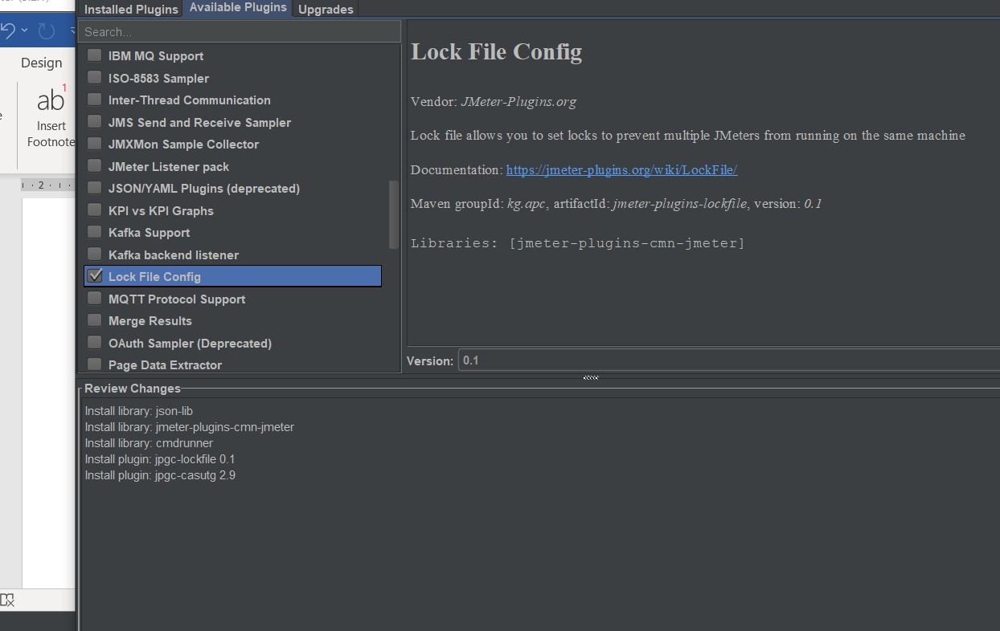 Installed Plugins
Available Plugins
Upgrades
Search...
Design
ab
1
Insert
Footnote
2
IBM MQ Support
ISO-8583 Sampler
Inter-Thread Communication
JMS Send and Receive Sampler
JMXMon Sample Collector
JMeter Listener pack
JSON/YAML Plugins (deprecated)
KPI vs KPI Graphs
Kafka Support
Kafka backend listener
Lock File Config
MQTT Protocol Support
Merge Results
OAuth Sampler (Deprecated)
Page Data Extractor
Lock File Config
Vendor: JMeter-Plugins.org
Lock file allows you to set locks to prevent multiple JMeters from running on the same machine
Documentation: https://jmeter-plugins.org/wiki/LockFile/
Maven groupId: kg.apc, artifactId: jmeter-plugins-lockfile, version: 0.1
Libraries: [jmeter-plugins-cmn-jmeter]
Version: 0.1
Review Changes
Install library: json-lib
Install library: jmeter-plugins-cmn-jmeter
Install library: cmdrunner
Install plugin: jpgc-lockfile 0.1
Install plugin: jpgc-casutg 2.9